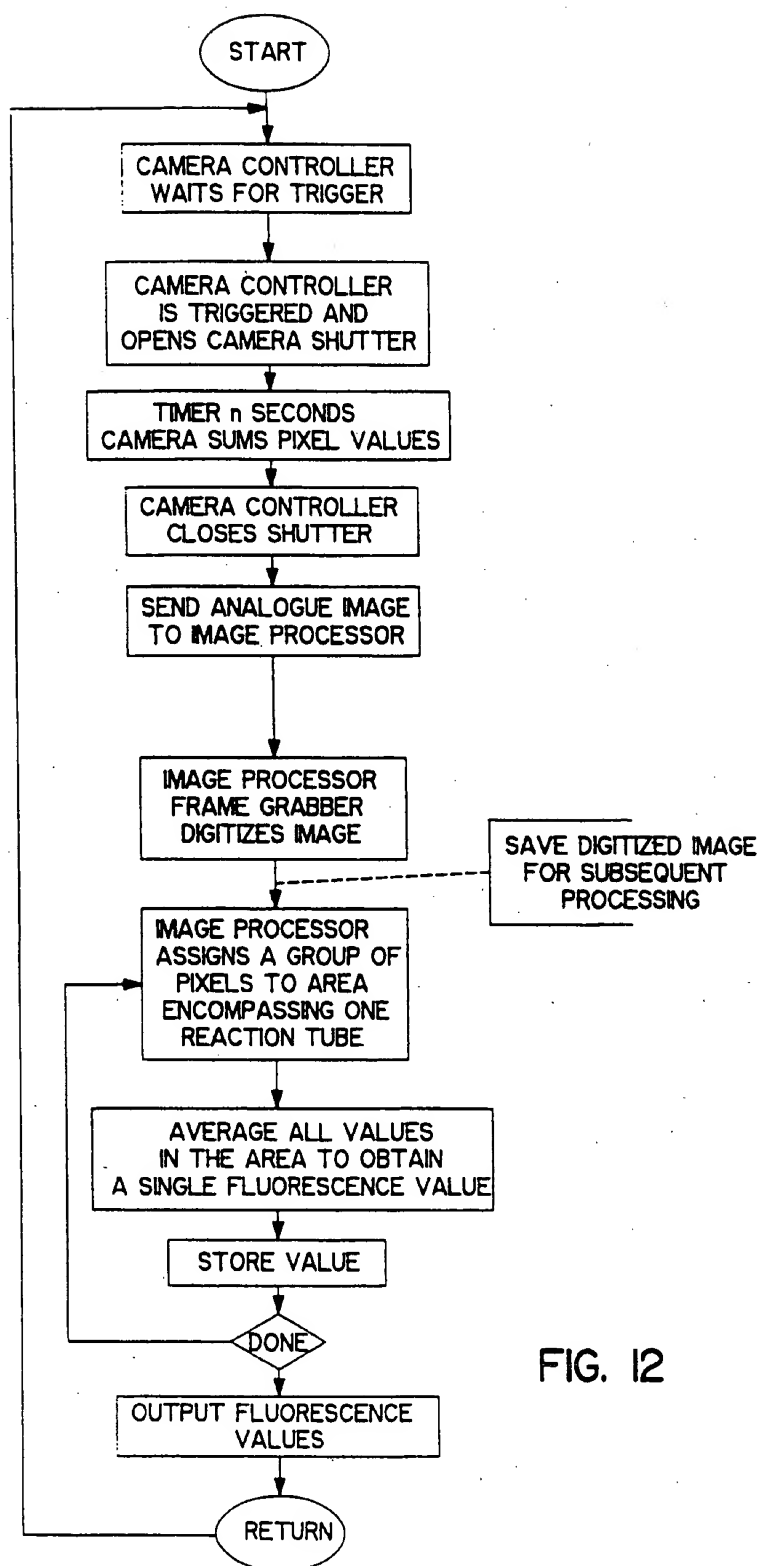 START
CAMERA CONTROLLER
WAITS FOR TRIGGER
CAMERA CONTROLLER
IS TRIGGERED AND
OPENS CAMERA SHUTTER
TIMER n SECONDS
CAMERA SUMS PIXEL VALUES
CAMERA CONTROLLER
CLOSES SHUTTER
SEND ANALOGUE IMAGE
TO IMAGE PROCESSOR
IMAGE PROCESSOR
FRAME GRABBER
DIGITIZES IMAGE
SAVE DIGITIZED IMAGE
FOR SUBSEQUENT
PROCESSING
IMAGE PROCESSOR
ASSIGNS A GROUP OF
PIXELS TO AREA
ENCOMPASSING ONE
REACTION TUBE
AVERAGE ALL VALUES
IN THE AREA TO OBTAIN
A SINGLE FLUORESCENCE VALUE
STORE VALUE
DONE
OUTPUT FLUORESCENCE
VALUES
RETURN
FIG. 12